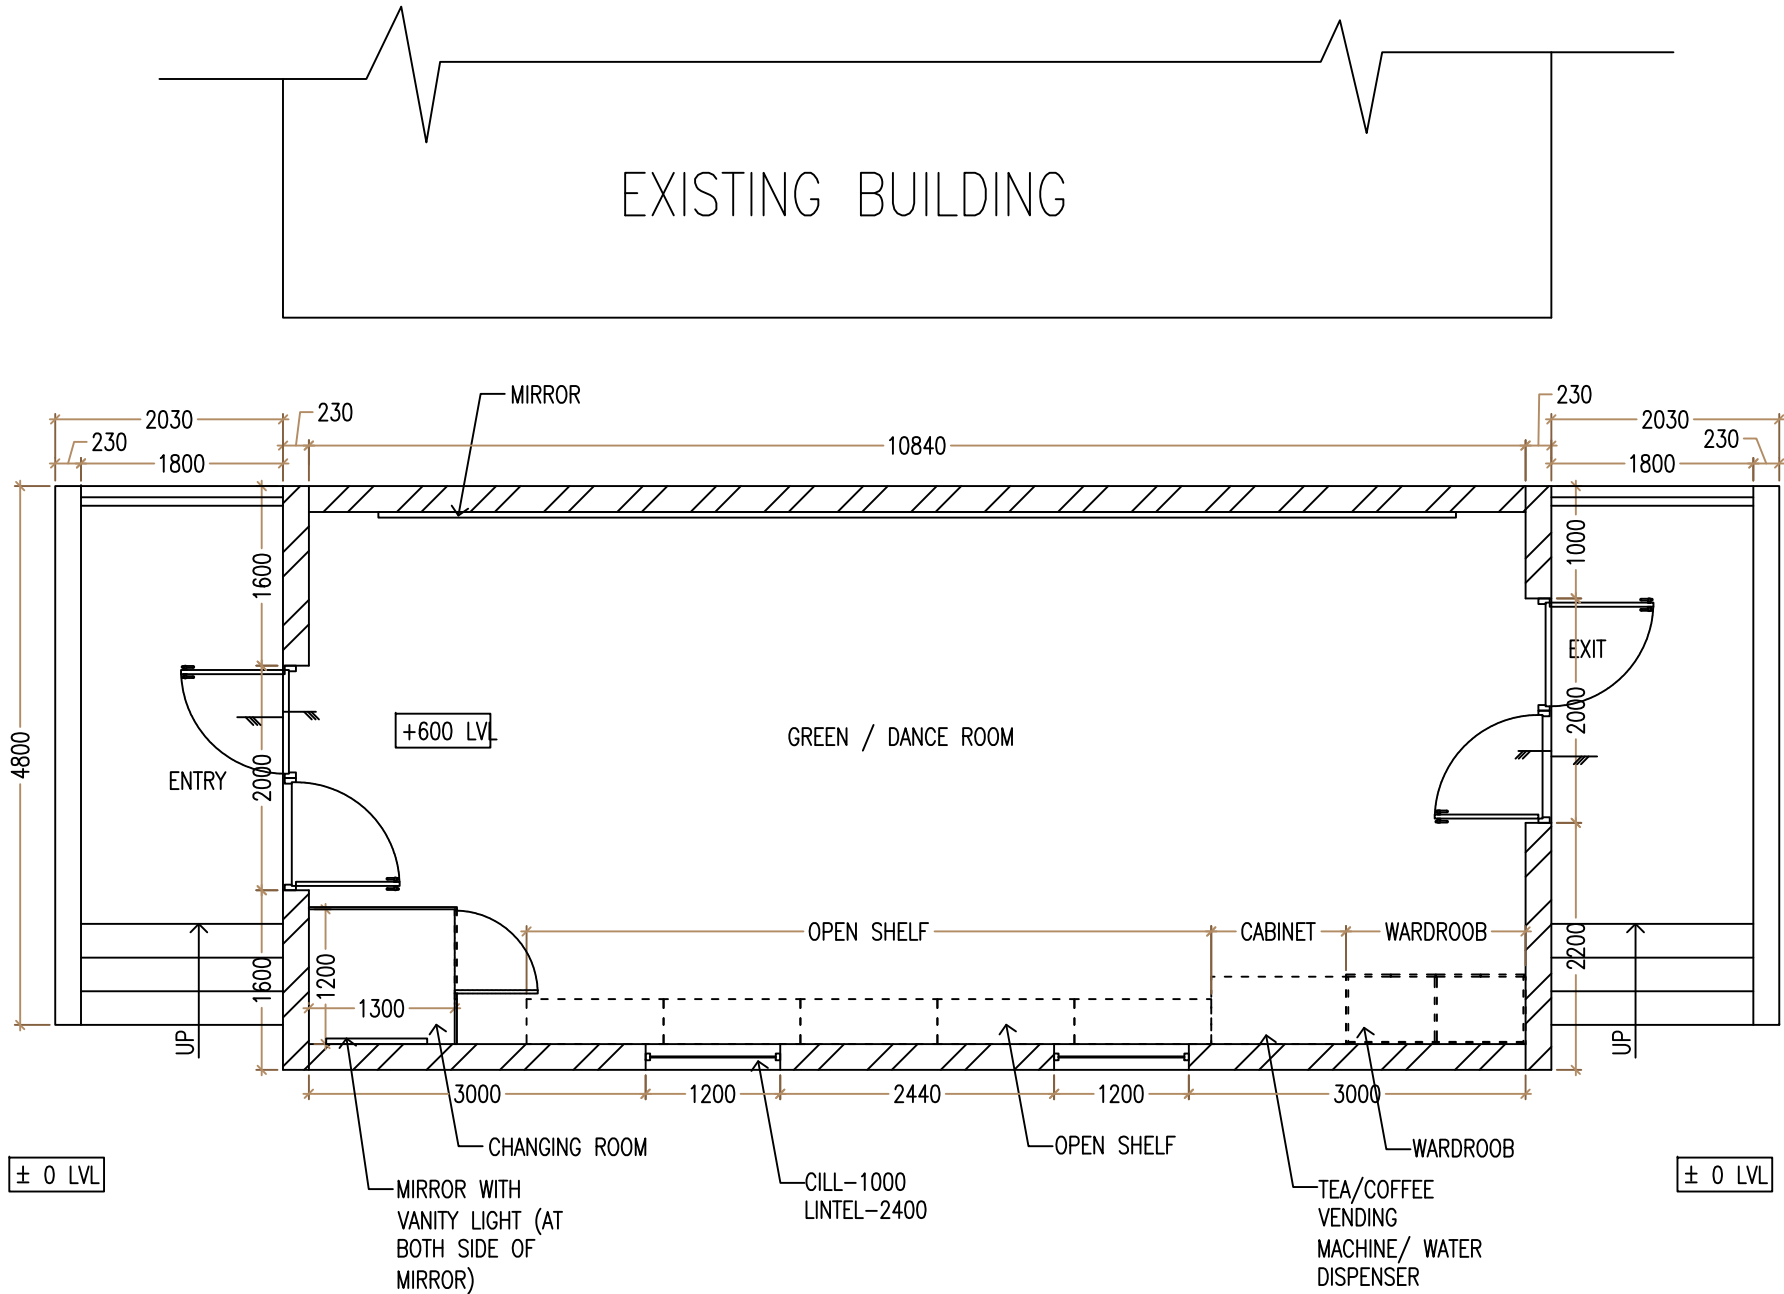 EXISTING BUILDING
MIRROR
230
2030
230
1800
10840
230
2030
230
1800
1600
1000
EXIT
2000
+600 LVL
GREEN / DANCE ROOM
4800
ENTRY
2000
OPEN SHELF
CABINET
WARDROOB
2200
1600
1200
1300
UP
UP
3000
1200
2440
1200
3000
CHANGING ROOM
OPEN SHELF
WARDROOB
± 0 LVL
± 0 LVL
MIRROR WITH
VANITY LIGHT (AT
BOTH SIDE OF
MIRROR)
CILL-1000
LINTEL-2400
TEA/COFFEE
VENDING
MACHINE/ WATER
DISPENSER